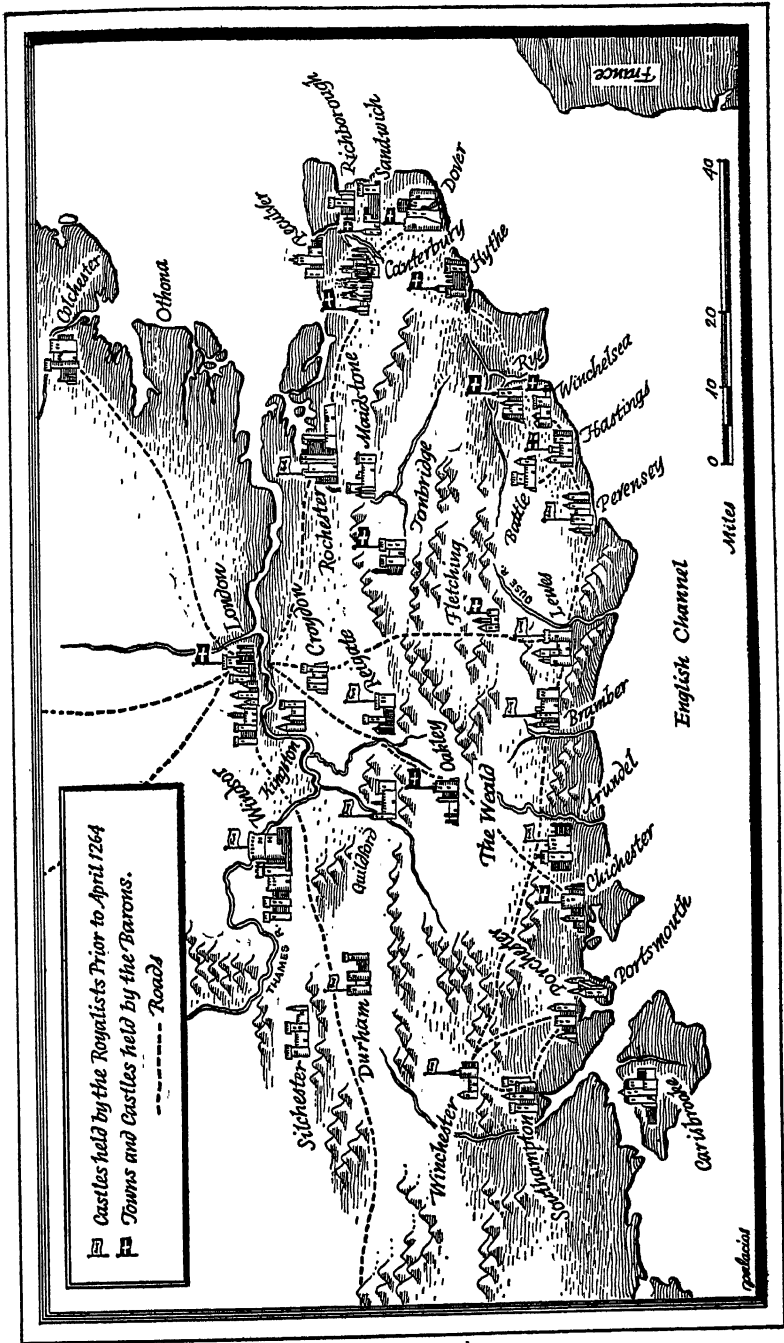 Castles held by the Royalists Prior to April 1264
Towns and Castles held by the Barons.
Roads
Colchester
Othona
France
London
Reculver
Richborough
Sandwich
Dover
Canterbury
Hythe
Rochester
Maidstone
Windsor
Kingston
Croydon
Reigate
THAMES R.
Guildford
Oakley
Tonbridge
Fletching
The Weald
Silchester
Durham
Rye
Winchelsea
Hastings
Battle
Pevensey
OUSE R.
Lewes
Bramber
Arundel
Chichester
Porchester
Portsmouth
Winchester
Southampton
Carisbrooke
English Channel
0 10 20 40
Miles
palacios